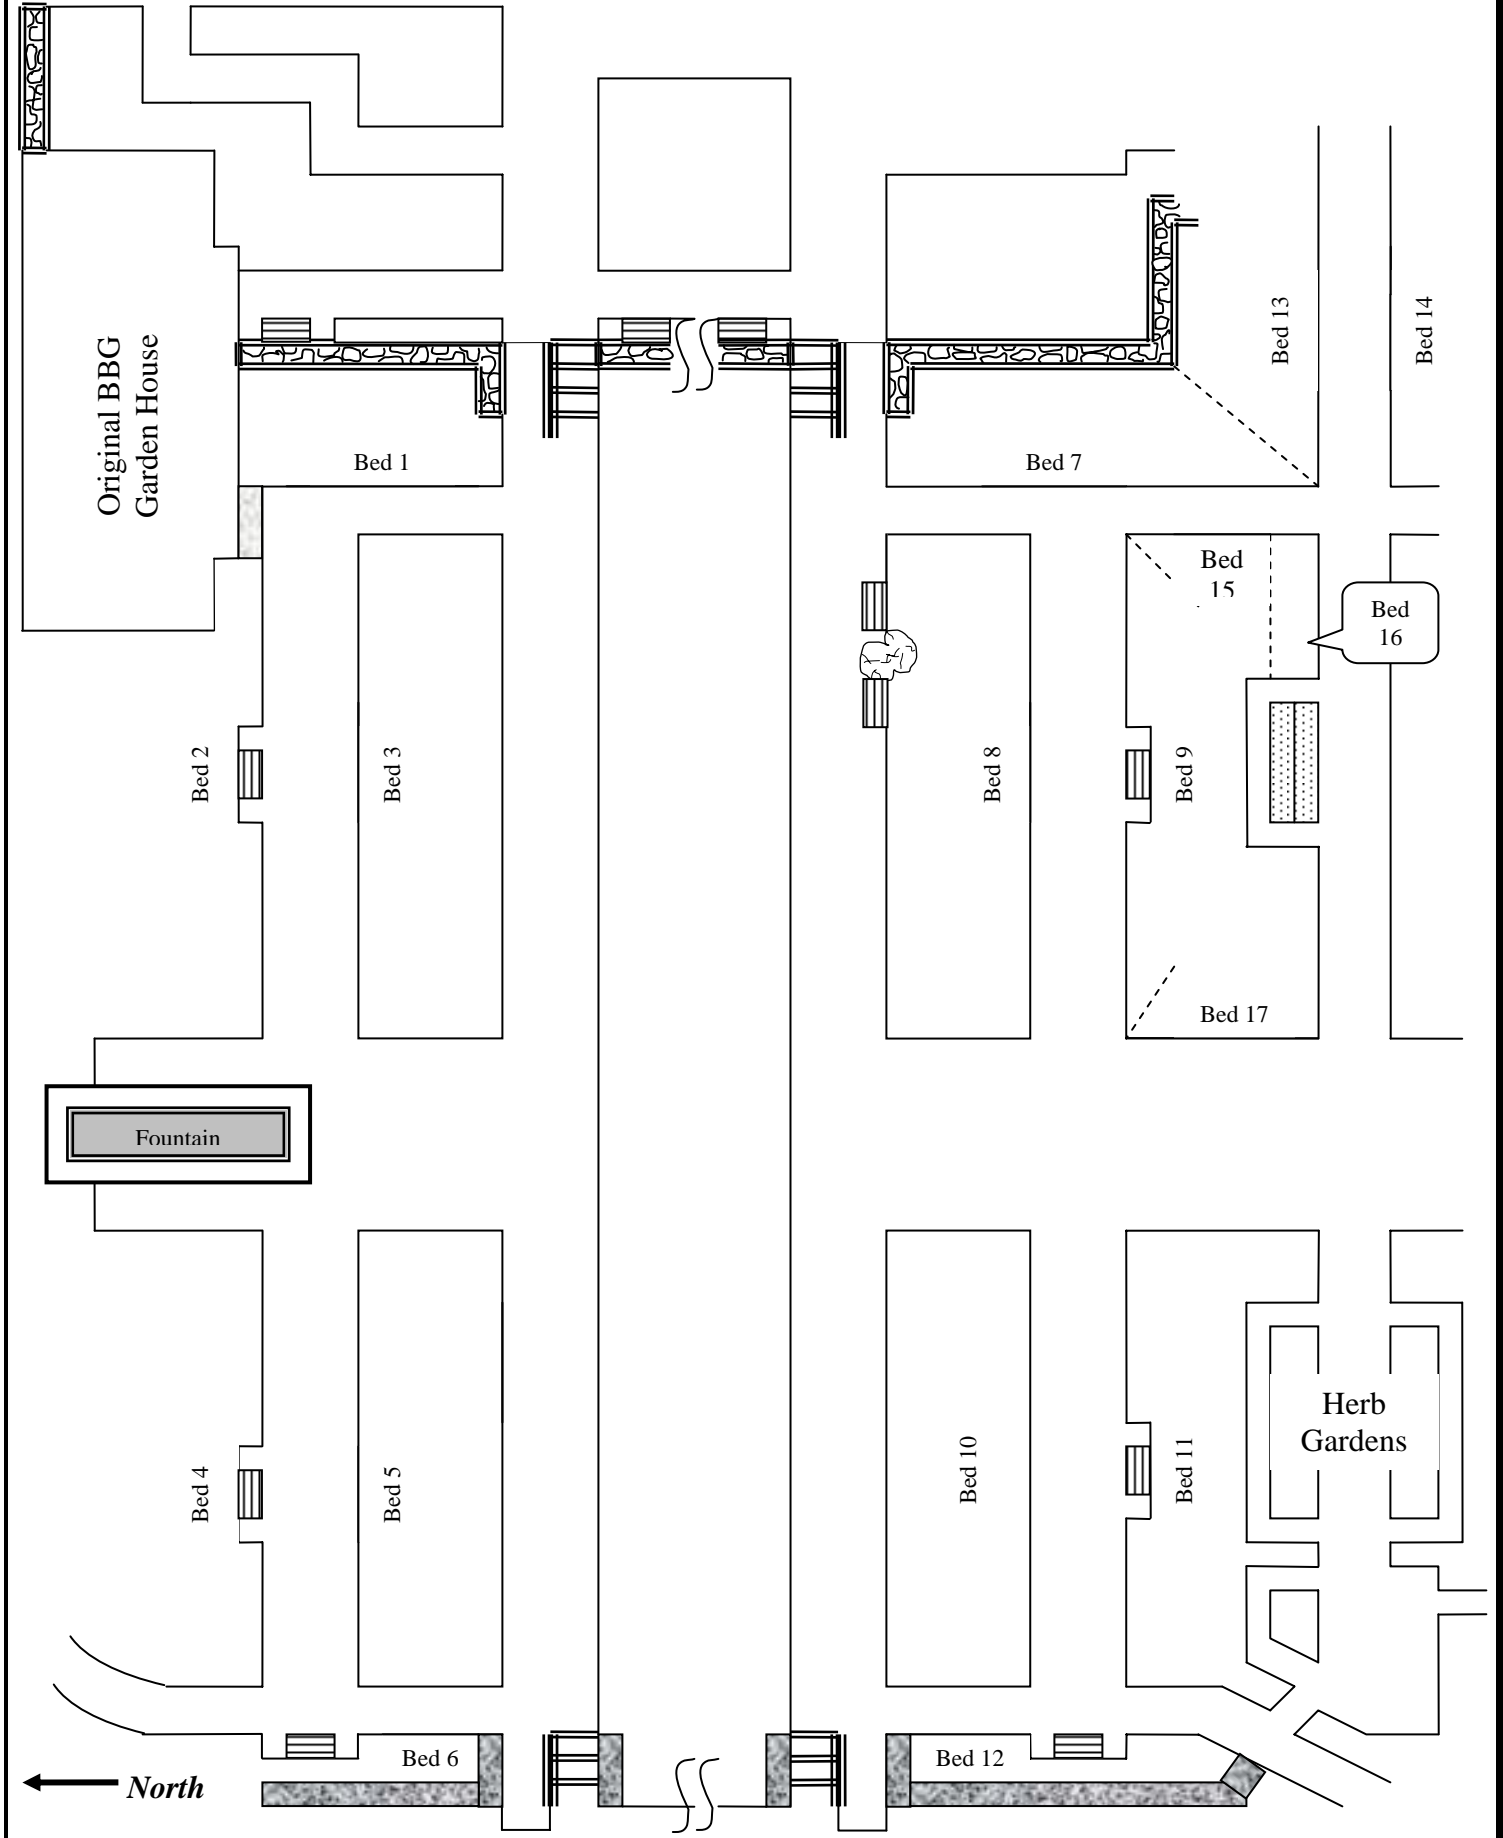 Original BBG
Garden House
Bed 13
Bed 14
Bed 1
Bed 7
Bed
15
Bed
16
Bed 2
Bed 3
Bed 8
Bed 9
Bed 17
Fountain
Herb
Gardens
Bed 4
Bed 5
Bed 10
Bed 11
Bed 6
Bed 12
North